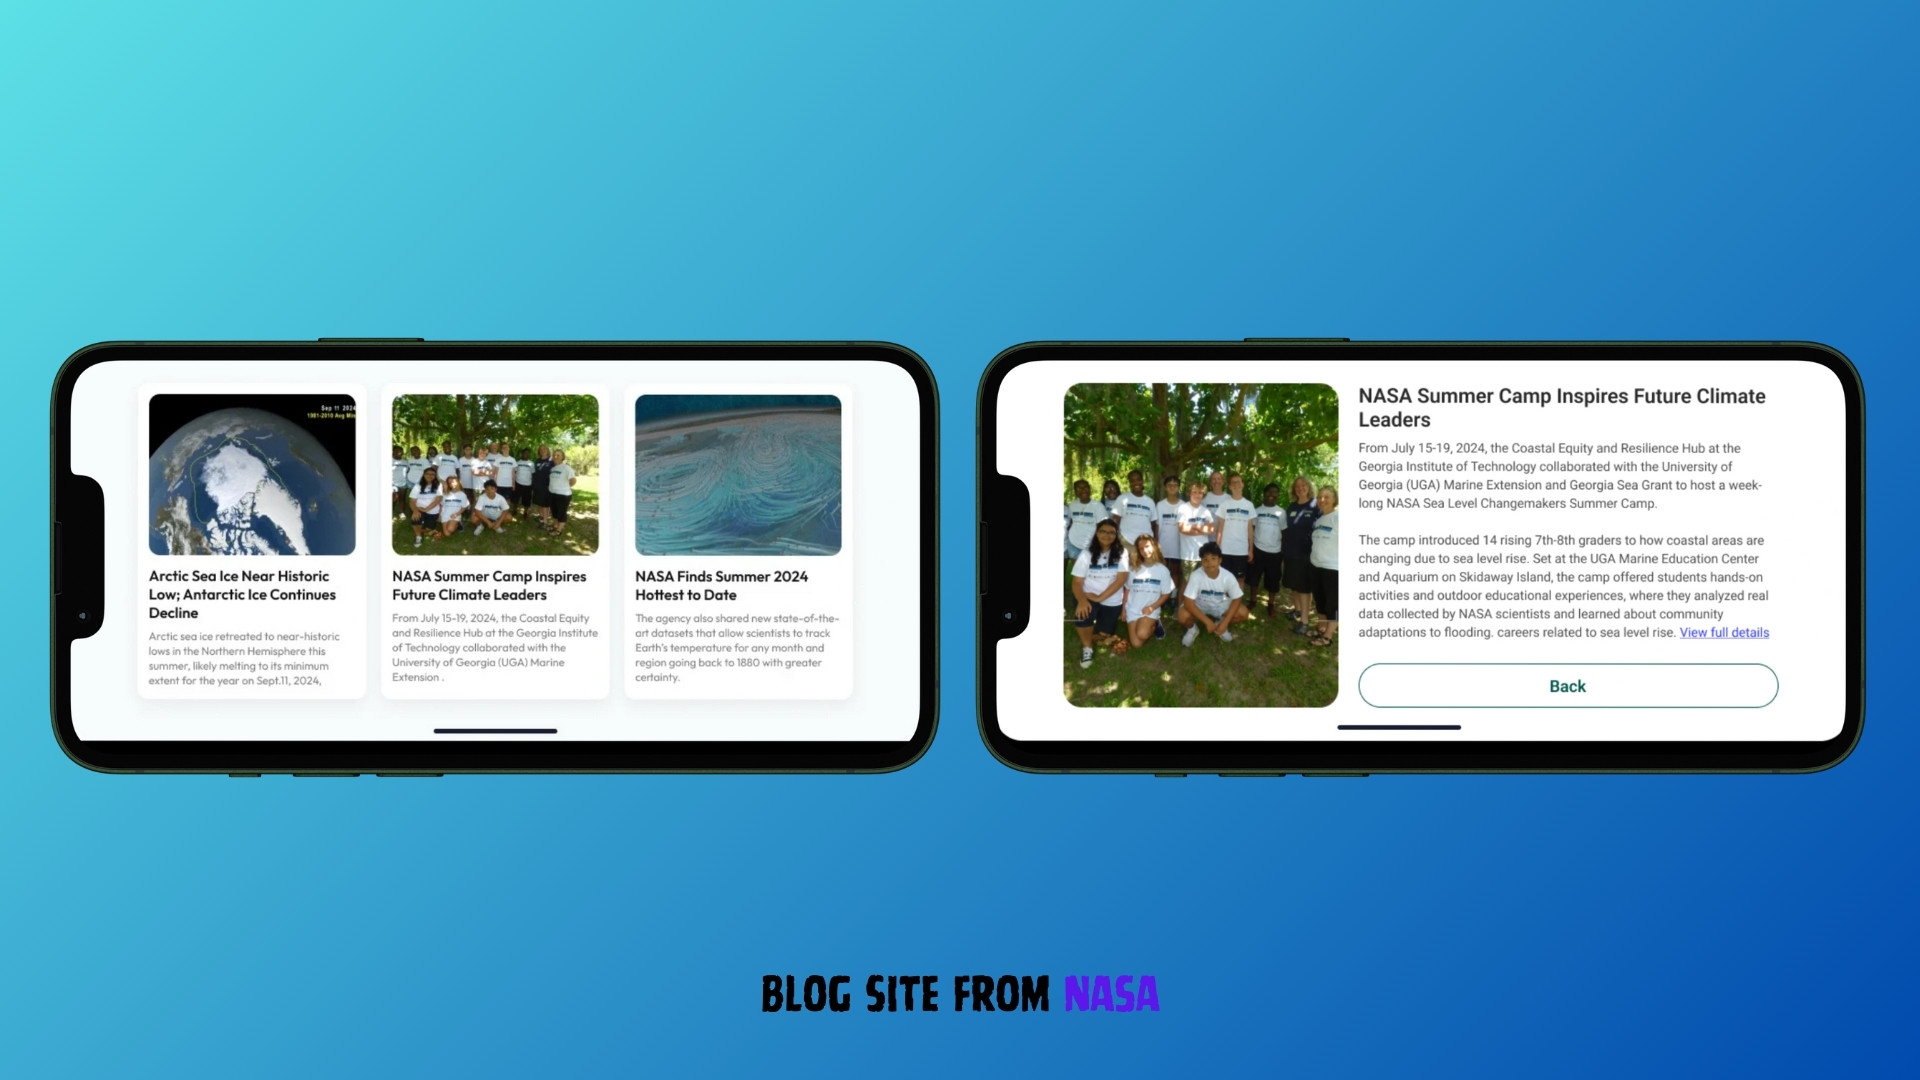 Sep 11 2024
1981-2010 Avg Min
Arctic Sea Ice Near Historic
Low; Antarctic Ice Continues
Decline
Arctic sea ice retreated to near-historic
lows in the Northern Hemisphere this
summer, likely melting to its minimum
extent for the year on Sept.11, 2024,
NASA Summer Camp Inspires
Future Climate Leaders
From July 15-19, 2024, the Coastal Equity
and Resilience Hub at the Georgia Institute
of Technology collaborated with the
University of Georgia (UGA) Marine
Extension .
NASA Finds Summer 2024
Hottest to Date
The agency also shared new state-of-the-
art datasets that allow scientists to track
Earth's temperature for any month and
region going back to 1880 with greater
certainty.
NASA Summer Camp Inspires Future Climate
Leaders
From July 15-19, 2024, the Coastal Equity and Resilience Hub at the
Georgia Institute of Technology collaborated with the University of
Georgia (UGA) Marine Extension and Georgia Sea Grant to host a week-
long NASA Sea Level Changemakers Summer Camp.
The camp introduced 14 rising 7th-8th graders to how coastal areas are
changing due to sea level rise. Set at the UGA Marine Education Center
and Aquarium on Skidaway Island, the camp offered students hands-on
activities and outdoor educational experiences, where they analyzed real
data collected by NASA scientists and learned about community
adaptations to flooding. careers related to sea level rise. View full details
Back
BLOG SITE FROM NASA